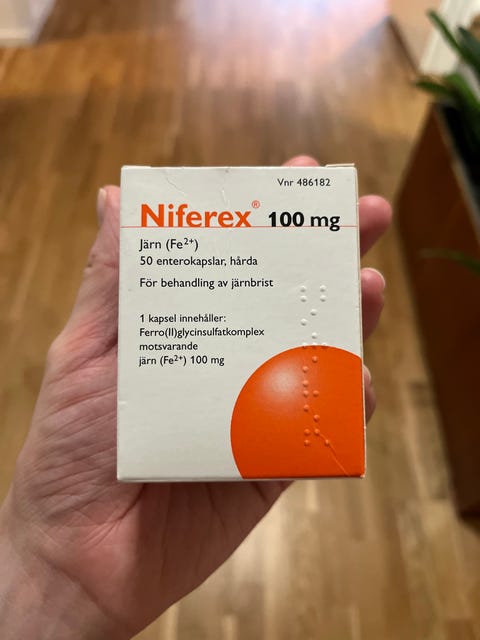 Vnr 486182
Niferex® 100 mg
Järn (Fe²⁺)
50 enterokapslar, hårda
För behandling av järnbrist
1 kapsel innehåller:
Ferro(II)glycinsulfatkomplex
motsvarande
järn (Fe²⁺) 100 mg